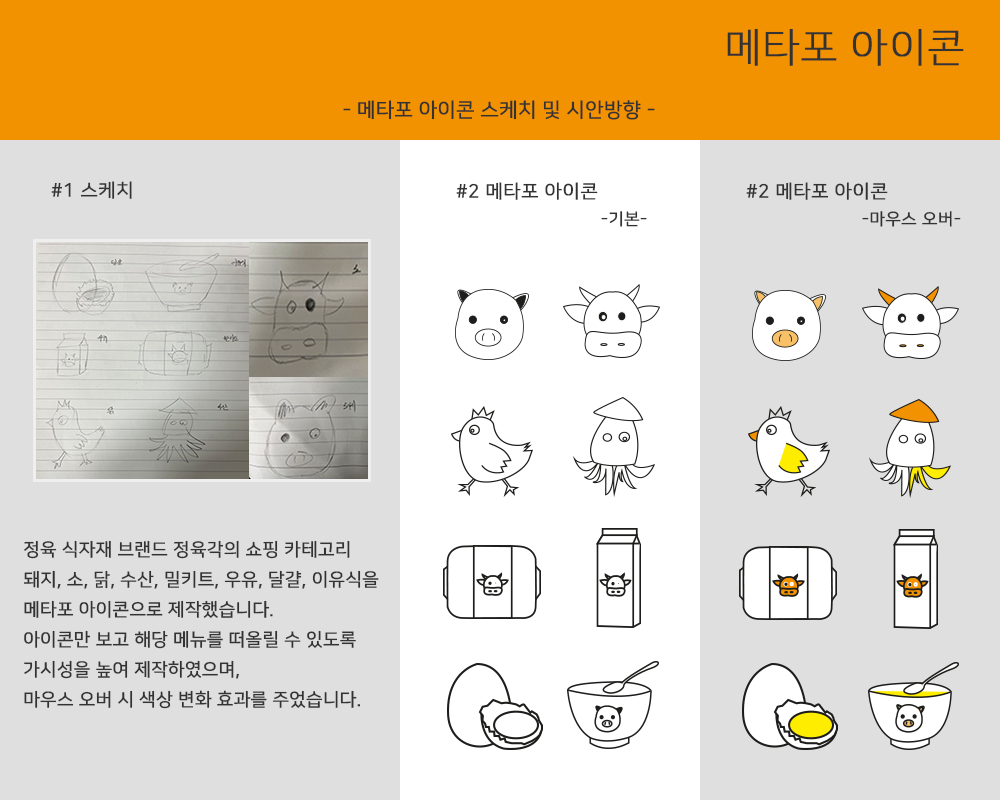 메타포 아이콘
- 메타포 아이콘 스케치 및 시안방향 -
#1 스케치
정육 식자재 브랜드 정육각의 쇼핑 카테고리
돼지, 소, 닭, 수산, 밀키트, 우유, 달걀, 이유식을
메타포 아이콘으로 제작했습니다.
아이콘만 보고 해당 메뉴를 떠올릴 수 있도록
가시성을 높여 제작하였으며,
마우스 오버 시 색상 변화 효과를 주었습니다.
#2 메타포 아이콘
-기본-
#2 메타포 아이콘
-마우스 오버-